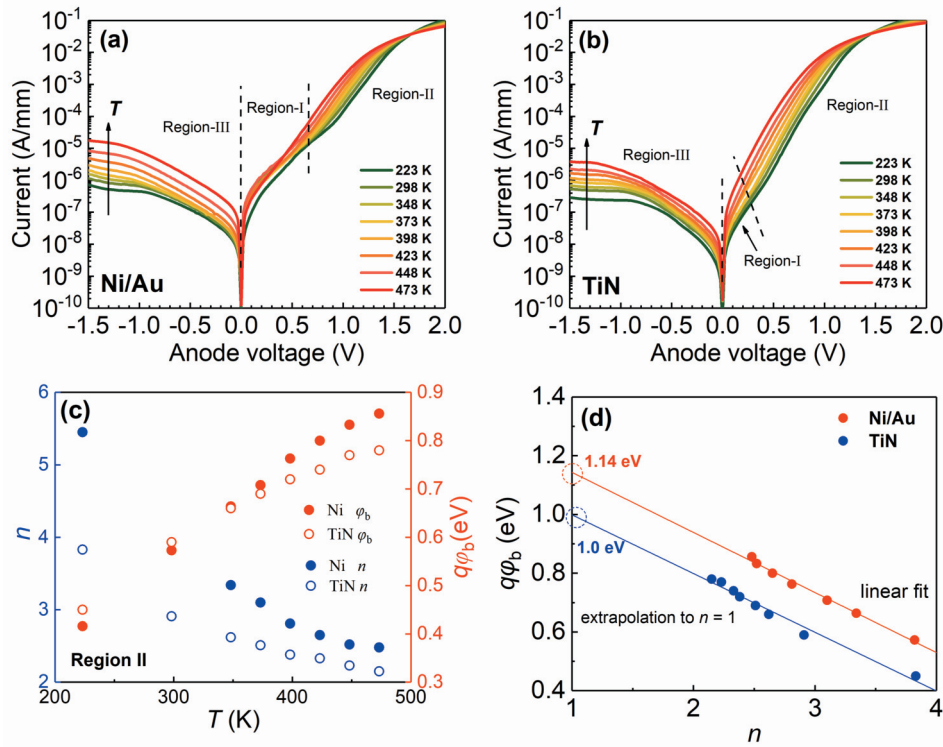 (a)
Region-III
Region-I
Region-II
T
223 K
298 K
348 K
373 K
398 K
423 K
448 K
473 K
Ni/Au
Current (A/mm)
10⁻¹
10⁻²
10⁻³
10⁻⁴
10⁻⁵
10⁻⁶
10⁻⁷
10⁻⁸
10⁻⁹
10⁻¹⁰
-1.5 -1.0 -0.5 0.0 0.5 1.0 1.5 2.0
Anode voltage (V)
(b)
Region-III
Region-II
T
Region-I
223 K
298 K
348 K
373 K
398 K
423 K
448 K
473 K
TiN
Current (A/mm)
10⁻¹
10⁻²
10⁻³
10⁻⁴
10⁻⁵
10⁻⁶
10⁻⁷
10⁻⁸
10⁻⁹
10⁻¹⁰
-1.5 -1.0 -0.5 0.0 0.5 1.0 1.5 2.0
Anode voltage (V)
(c)
n
6
5
4
3
2
Ni φb
TiN φb
Ni n
TiN n
Region II
0.9
0.8
0.7
0.6
0.5
0.4
0.3
qφb(eV)
200 300 400 500
T (K)
(d)
Ni/Au
TiN
1.14 eV
1.0 eV
linear fit
extrapolation to n = 1
qφb (eV)
1.4
1.2
1.0
0.8
0.6
0.4
1 2 3 4
n